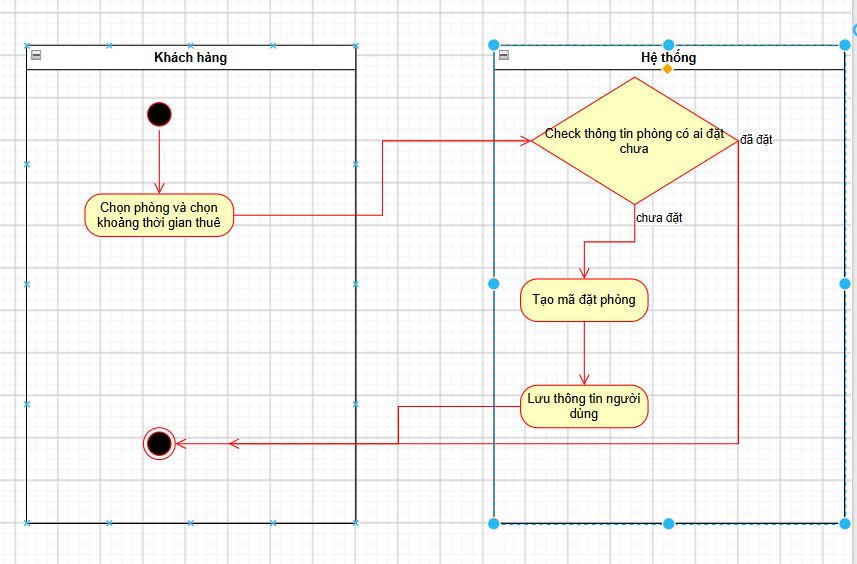 Khách hàng
Hệ thống
Check thông tin phòng có ai đặt
chưa
đã đặt
Chọn phòng và chọn
khoảng thời gian thuê
chưa đặt
Tạo mã đặt phòng
Lưu thông tin người
dùng